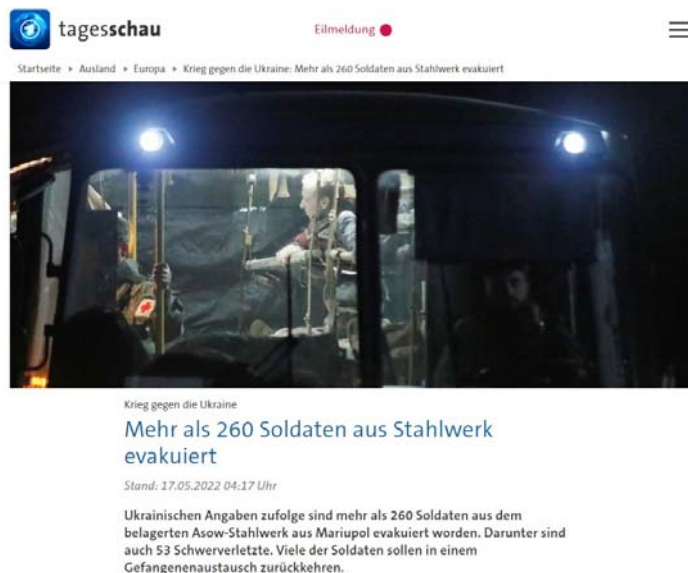 tagesschau
Eilmeldung
Startseite ▸ Ausland ▸ Europa ▸ Krieg gegen die Ukraine: Mehr als 260 Soldaten aus Stahlwerk evakuiert
Krieg gegen die Ukraine
Mehr als 260 Soldaten aus Stahlwerk
evakuiert
Stand: 17.05.2022 04:17 Uhr
Ukrainischen Angaben zufolge sind mehr als 260 Soldaten aus dem
belagerten Asow-Stahlwerk aus Mariupol evakuiert worden. Darunter sind
auch 53 Schwerverletzte. Viele der Soldaten sollen in einem
Gefangenenaustausch zurückkehren.